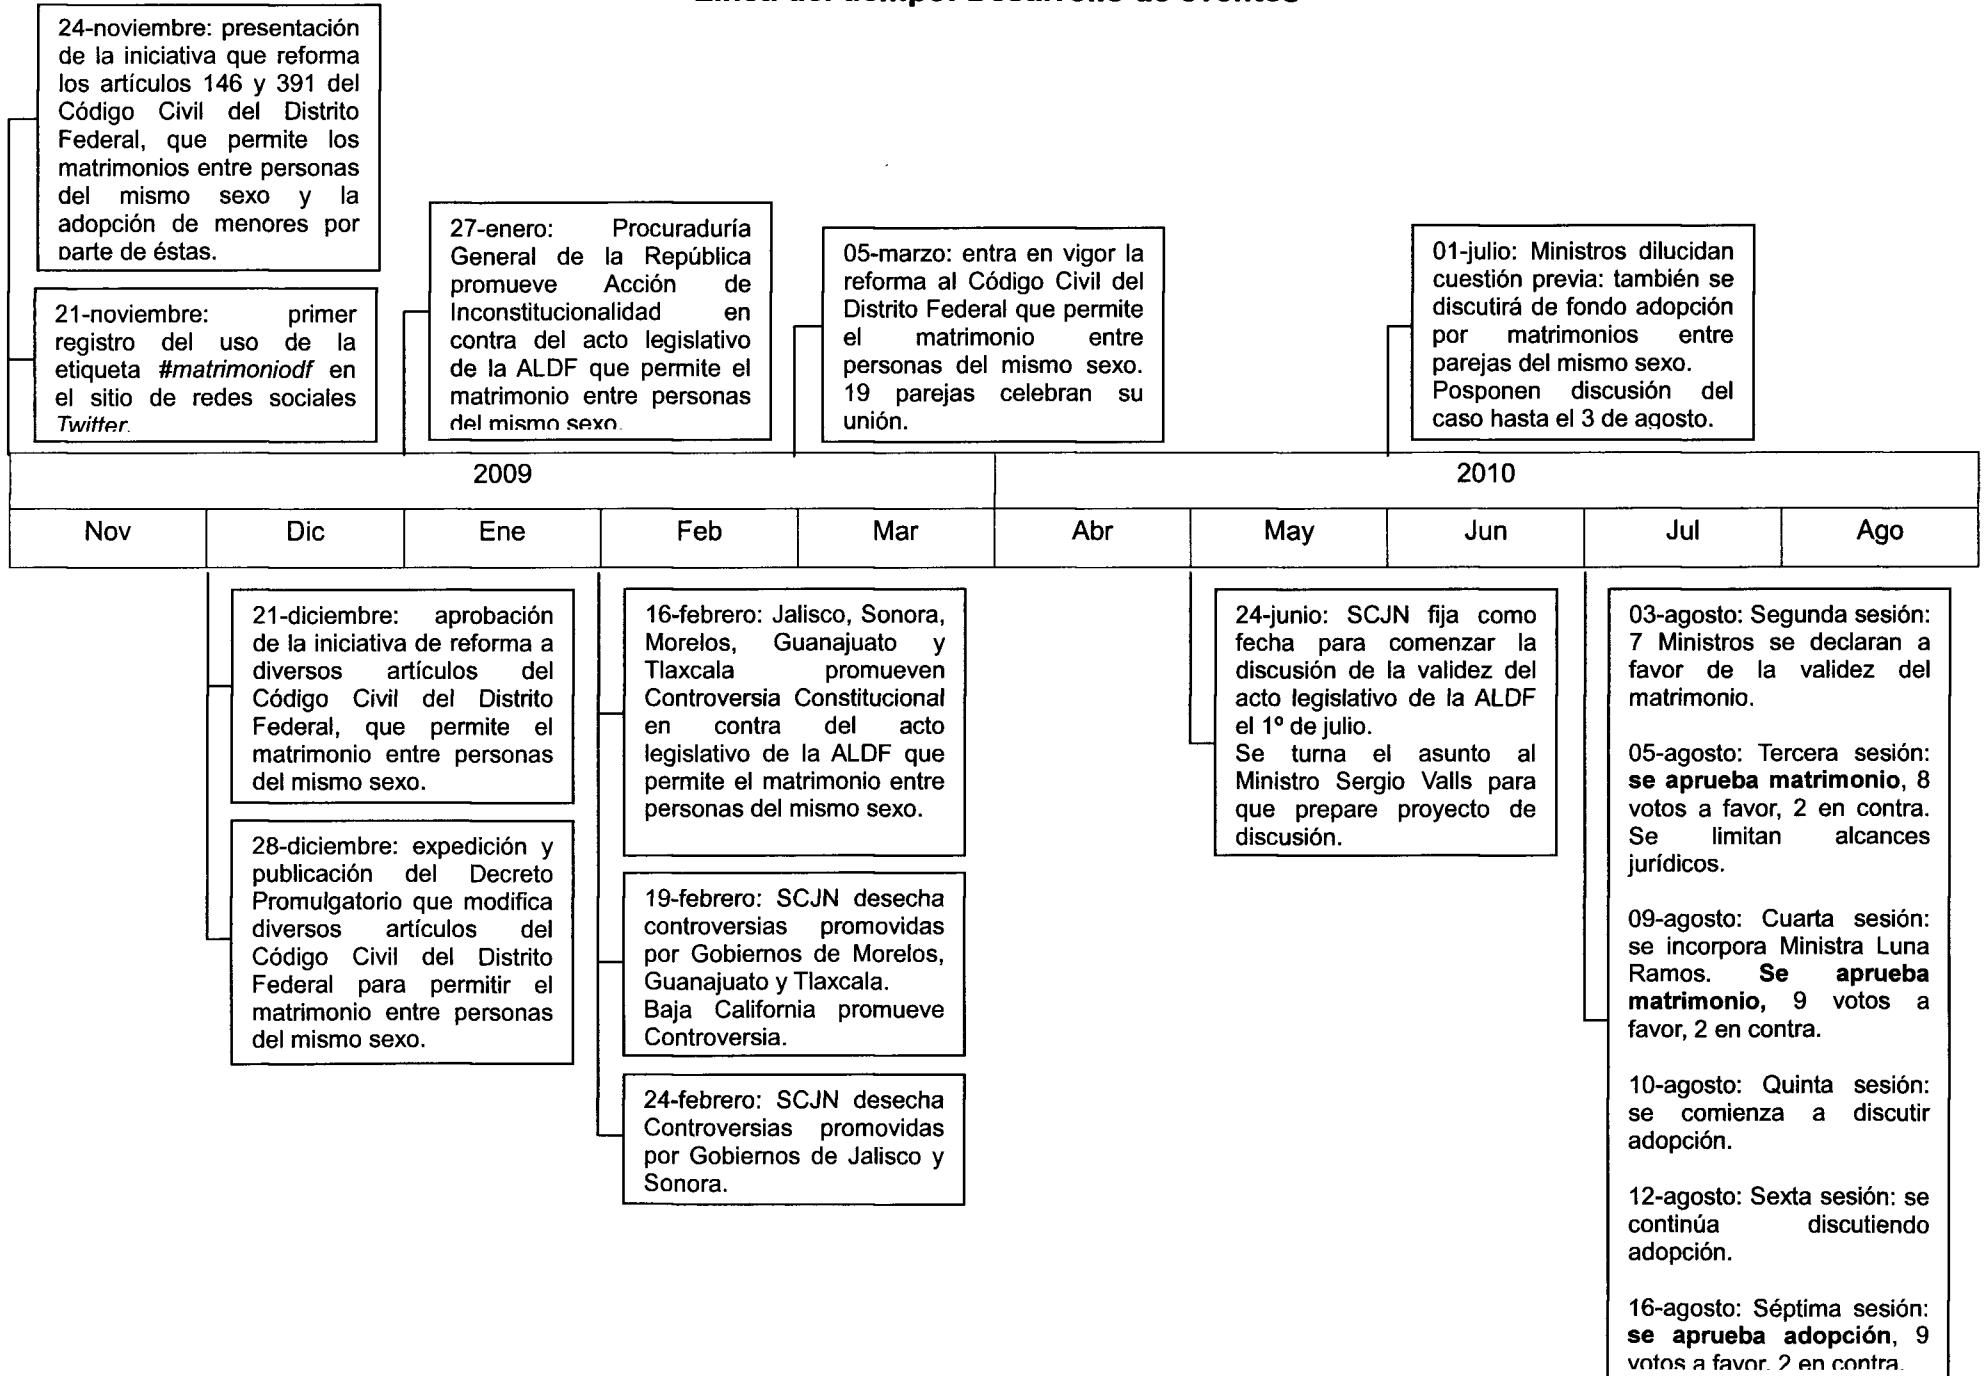 24-noviembre: presentación
de la iniciativa que reforma
los artículos 146 y 391 del
Código Civil del Distrito
Federal, que permite los
matrimonios entre personas
del mismo sexo y la
adopción de menores por
parte de éstas.
21-noviembre: primer
registro del uso de la
etiqueta #matrimoniodf en
el sitio de redes sociales
Twitter.
27-enero: Procuraduría
General de la República
promueve Acción de
Inconstitucionalidad en
contra del acto legislativo
de la ALDF que permite el
matrimonio entre personas
del mismo sexo.
05-marzo: entra en vigor la
reforma al Código Civil del
Distrito Federal que permite
el matrimonio entre
personas del mismo sexo.
19 parejas celebran su
unión.
01-julio: Ministros dilucidan
cuestión previa: también se
discutirá de fondo adopción
por matrimonios entre
parejas del mismo sexo.
Posponen discusión del
caso hasta el 3 de agosto.
2009 2010
Nov Dic Ene Feb Mar Abr May Jun Jul Ago
21-diciembre: aprobación
de la iniciativa de reforma a
diversos artículos del
Código Civil del Distrito
Federal, que permite el
matrimonio entre personas
del mismo sexo.
28-diciembre: expedición y
publicación del Decreto
Promulgatorio que modifica
diversos artículos del
Código Civil del Distrito
Federal para permitir el
matrimonio entre personas
del mismo sexo.
16-febrero: Jalisco, Sonora,
Morelos, Guanajuato y
Tlaxcala promueven
Controversia Constitucional
en contra del acto
legislativo de la ALDF que
permite el matrimonio entre
personas del mismo sexo.
19-febrero: SCJN desecha
controversias promovidas
por Gobiernos de Morelos,
Guanajuato y Tlaxcala.
Baja California promueve
Controversia.
24-febrero: SCJN desecha
Controversias promovidas
por Gobiernos de Jalisco y
Sonora.
24-junio: SCJN fija como
fecha para comenzar la
discusión de la validez del
acto legislativo de la ALDF
el 1º de julio.
Se turna el asunto al
Ministro Sergio Valls para
que prepare proyecto de
discusión.
03-agosto: Segunda sesión:
7 Ministros se declaran a
favor de la validez del
matrimonio.
05-agosto: Tercera sesión:
se aprueba matrimonio, 8
votos a favor, 2 en contra.
Se limitan alcances
jurídicos.
09-agosto: Cuarta sesión:
se incorpora Ministra Luna
Ramos. Se aprueba
matrimonio, 9 votos a
favor, 2 en contra.
10-agosto: Quinta sesión:
se comienza a discutir
adopción.
12-agosto: Sexta sesión: se
continúa discutiendo
adopción.
16-agosto: Séptima sesión:
se aprueba adopción, 9
votos a favor, 2 en contra.